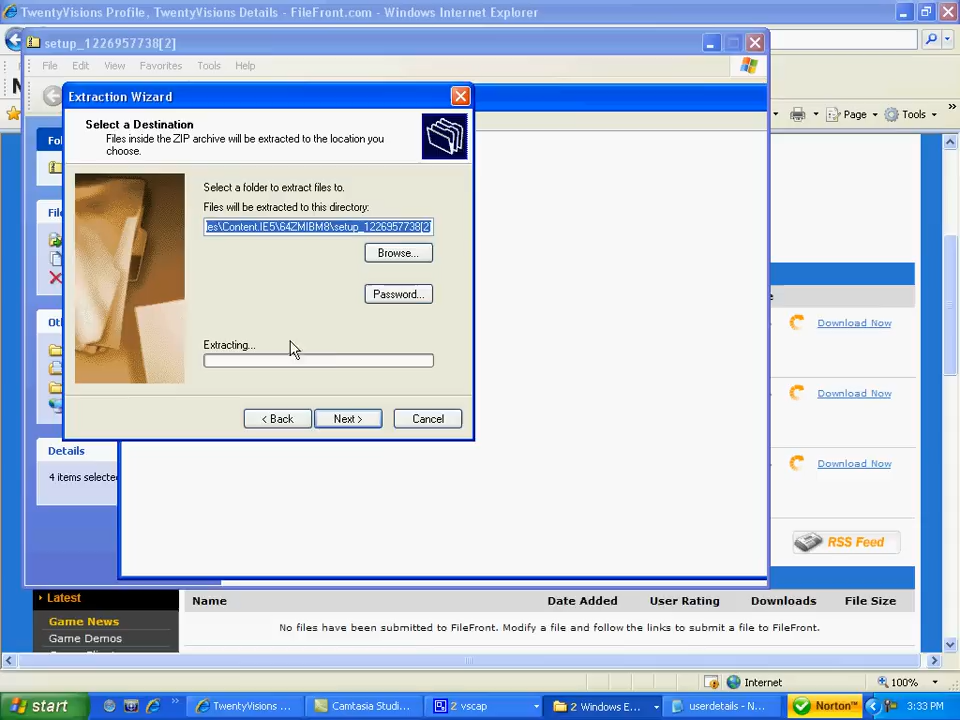 TwentyVisions Profile, TwentyVisions Details - FileFront.com - Windows Internet Explorer
setup_1226957738[2]
File Edit View Favorites Tools Help
Page Tools
Extraction Wizard
Select a Destination
Files inside the ZIP archive will be extracted to the location you
choose.
Select a folder to extract files to.
Files will be extracted to this directory:
es\Content.IE5\64ZMIBM8\setup_1226957738[2]
Browse...
Password...
Extracting...
< Back Next > Cancel
Details
4 items selected
Download Now
Download Now
Download Now
RSS Feed
Latest
Game News
Game Demos
Name Date Added User Rating Downloads File Size
No files have been submitted to FileFront. Modify a file and follow the links to submit a file to FileFront.
Internet 100%
start TwentyVisions ... Camtasia Studi... 2 vscap 2 Windows E... userdetails - N... Norton™ 3:33 PM